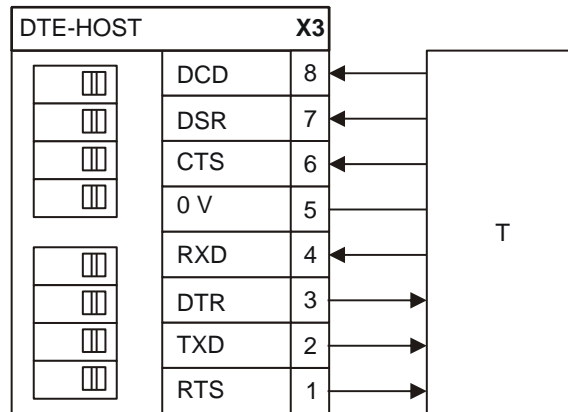 DTE-HOST X3
DCD 8
DSR 7
CTS 6
0 V 5
T
RXD 4
DTR 3
TXD 2
RTS 1